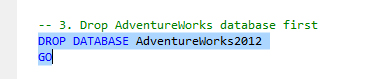 -- 3. Drop AdventureWorks database first
DROP DATABASE AdventureWorks2012
GO